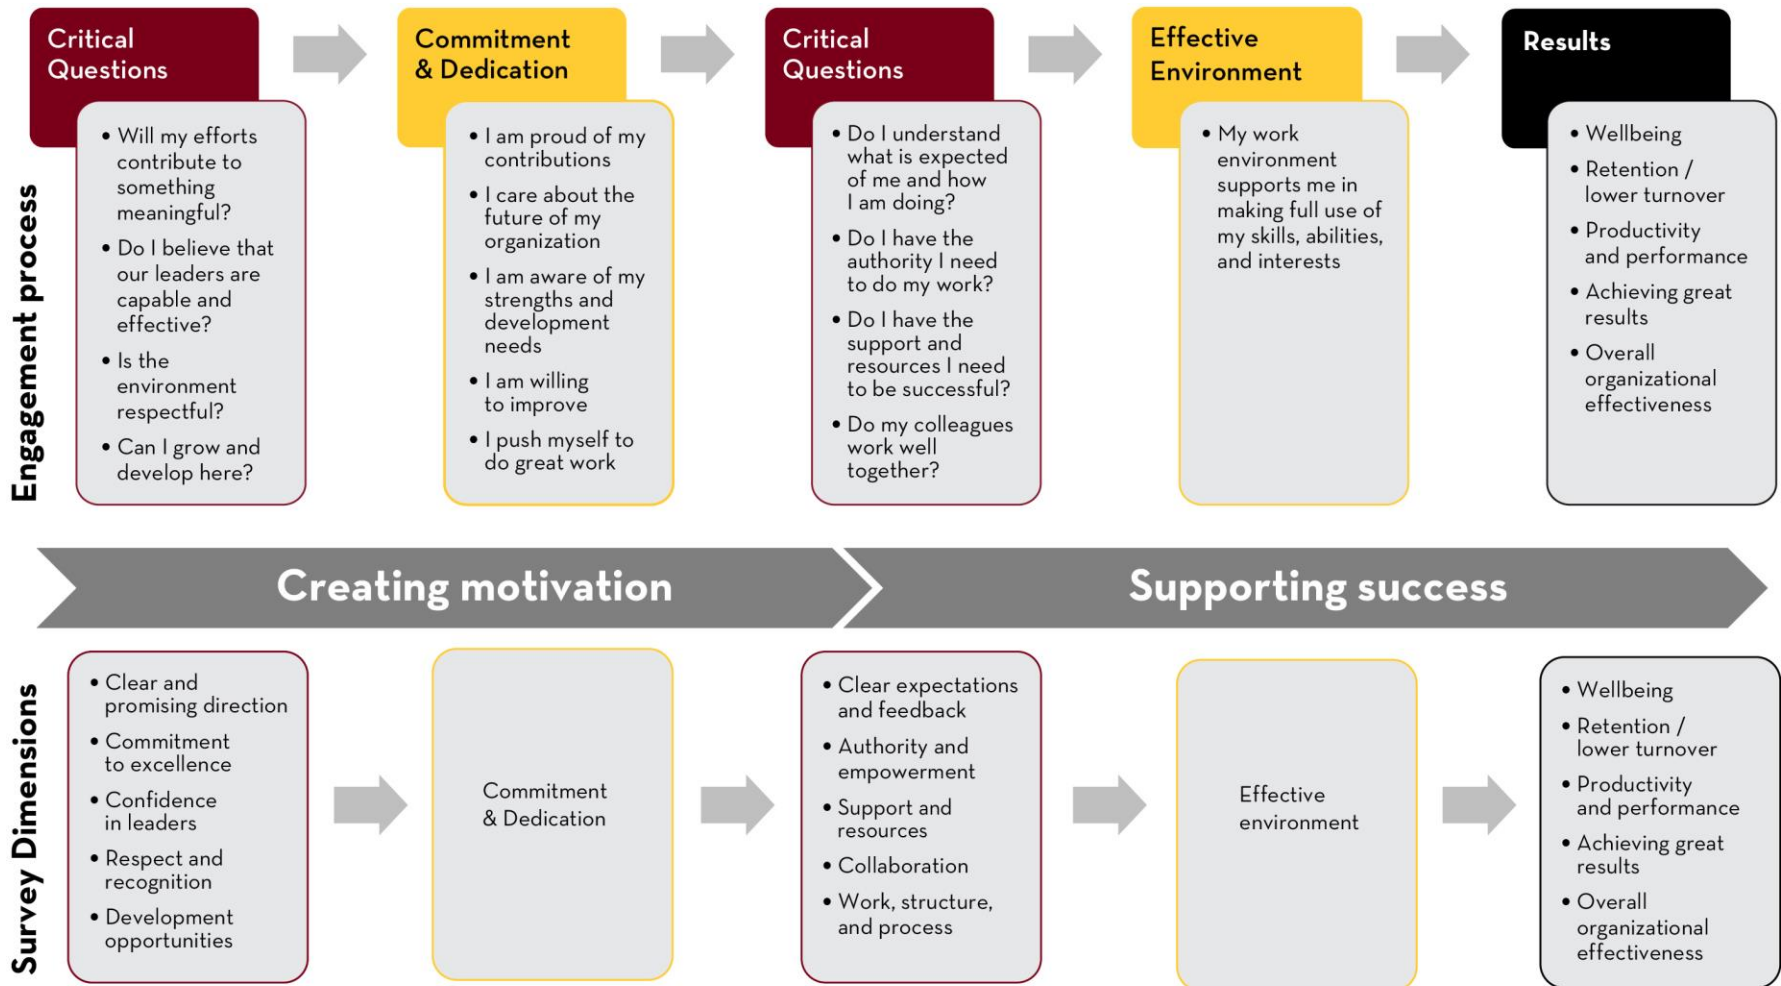 Engagement process
Critical
Questions
• Will my efforts
contribute to
something
meaningful?
• Do I believe that
our leaders are
capable and
effective?
• Is the
environment
respectful?
• Can I grow and
develop here?
Commitment
& Dedication
• I am proud of my
contributions
• I care about the
future of my
organization
• I am aware of my
strengths and
development
needs
• I am willing
to improve
• I push myself to
do great work
Critical
Questions
• Do I understand
what is expected
of me and how
I am doing?
• Do I have the
authority I need
to do my work?
• Do I have the
support and
resources I need
to be successful?
• Do my colleagues
work well
together?
Effective
Environment
• My work
environment
supports me in
making full use of
my skills, abilities,
and interests
Results
• Wellbeing
• Retention /
lower turnover
• Productivity
and performance
• Achieving great
results
• Overall
organizational
effectiveness
Creating motivation
Supporting success
Survey Dimensions
• Clear and
promising direction
• Commitment
to excellence
• Confidence
in leaders
• Respect and
recognition
• Development
opportunities
Commitment
& Dedication
• Clear expectations
and feedback
• Authority and
empowerment
• Support and
resources
• Collaboration
• Work, structure,
and process
Effective
environment
• Wellbeing
• Retention /
lower turnover
• Productivity
and performance
• Achieving great
results
• Overall
organizational
effectiveness